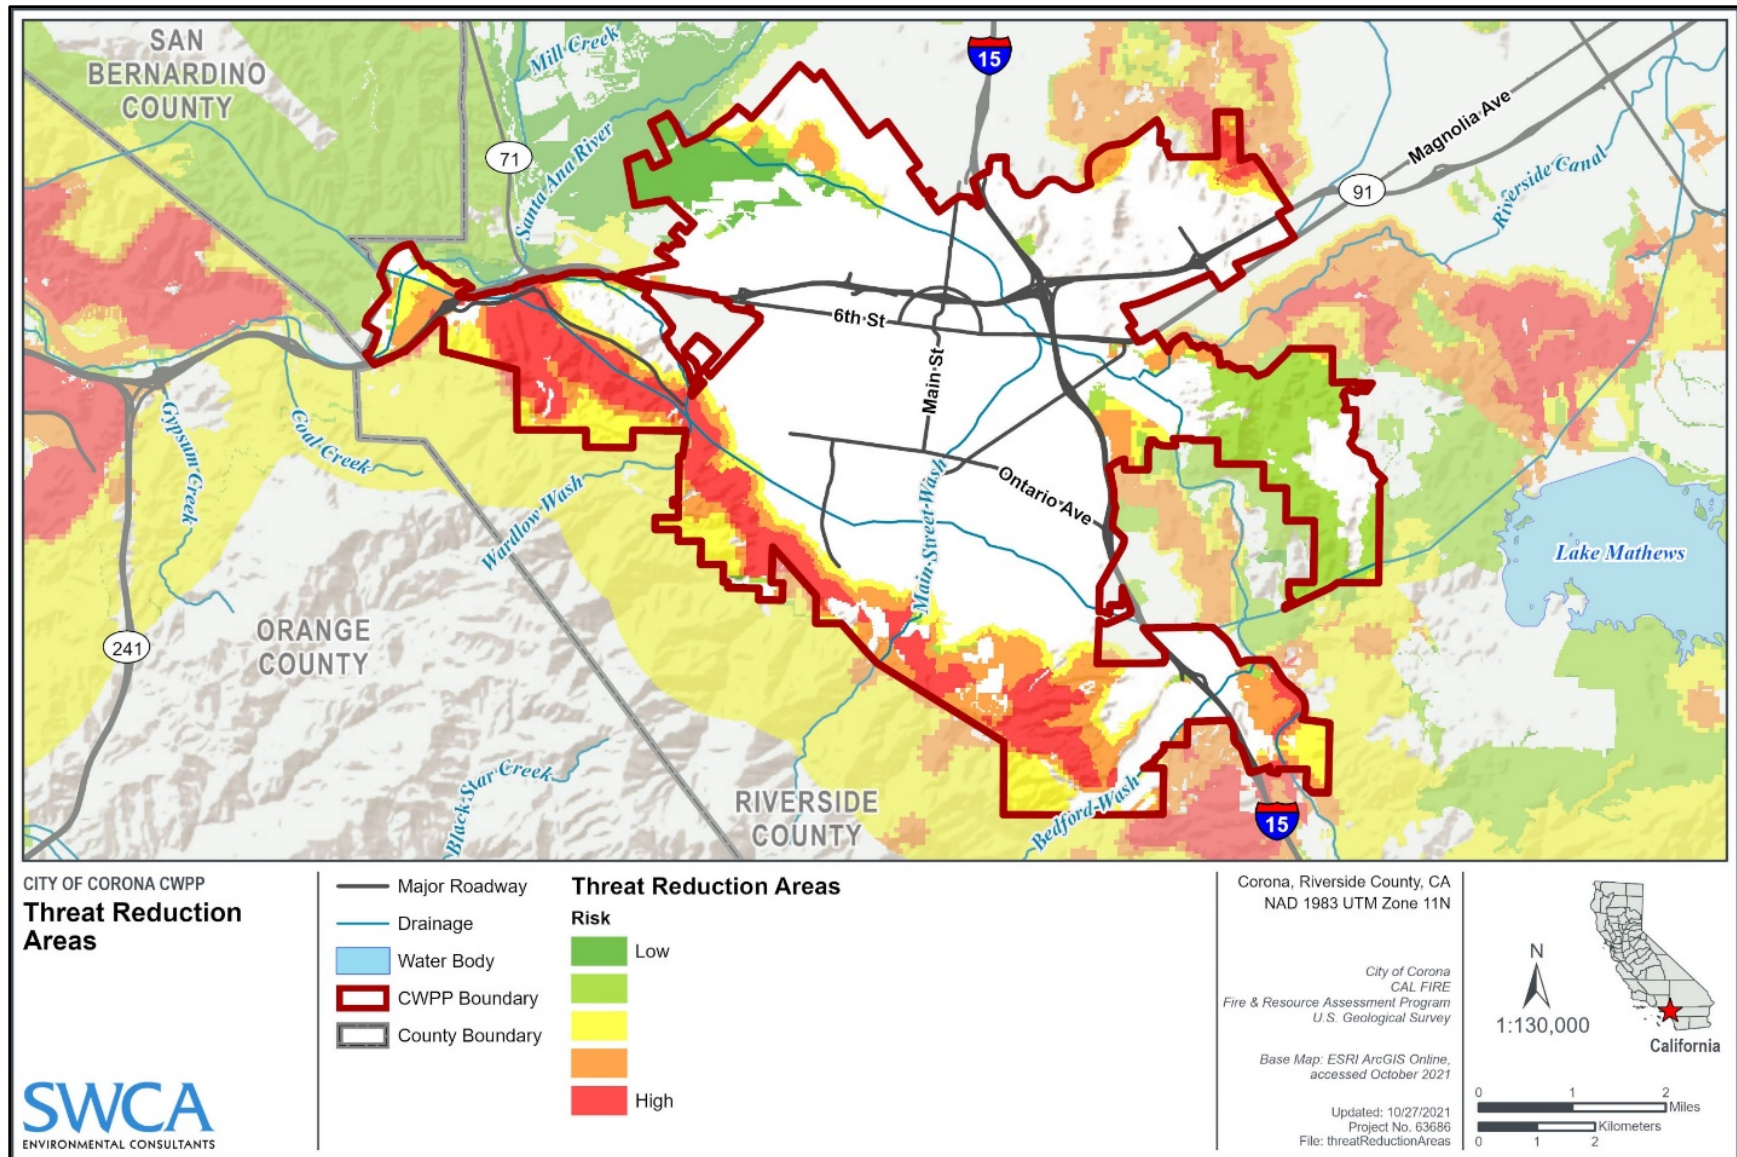 SAN
BERNARDINO
COUNTY
Mill Creek
15
71
Santa Ana River
Magnolia Ave
91
Riverside Canal
6th St
Main St
Gypsum Creek
Coal Creek
Wardlow Wash
Main Street Wash
Ontario Ave
Lake Mathews
241
ORANGE
COUNTY
Black Star Creek
RIVERSIDE
COUNTY
Bedford Wash
15
CITY OF CORONA CWPP
Threat Reduction
Areas
SWCA
ENVIRONMENTAL CONSULTANTS
Major Roadway
Drainage
Water Body
CWPP Boundary
County Boundary
Threat Reduction Areas
Risk
Low
High
Corona, Riverside County, CA
NAD 1983 UTM Zone 11N
City of Corona
CAL FIRE
Fire & Resource Assessment Program
U.S. Geological Survey
Base Map: ESRI ArcGIS Online,
accessed October 2021
Updated: 10/27/2021
Project No. 63686
File: threatReductionAreas
N
1:130,000
California
0 1 2
Miles
Kilometers
0 1 2